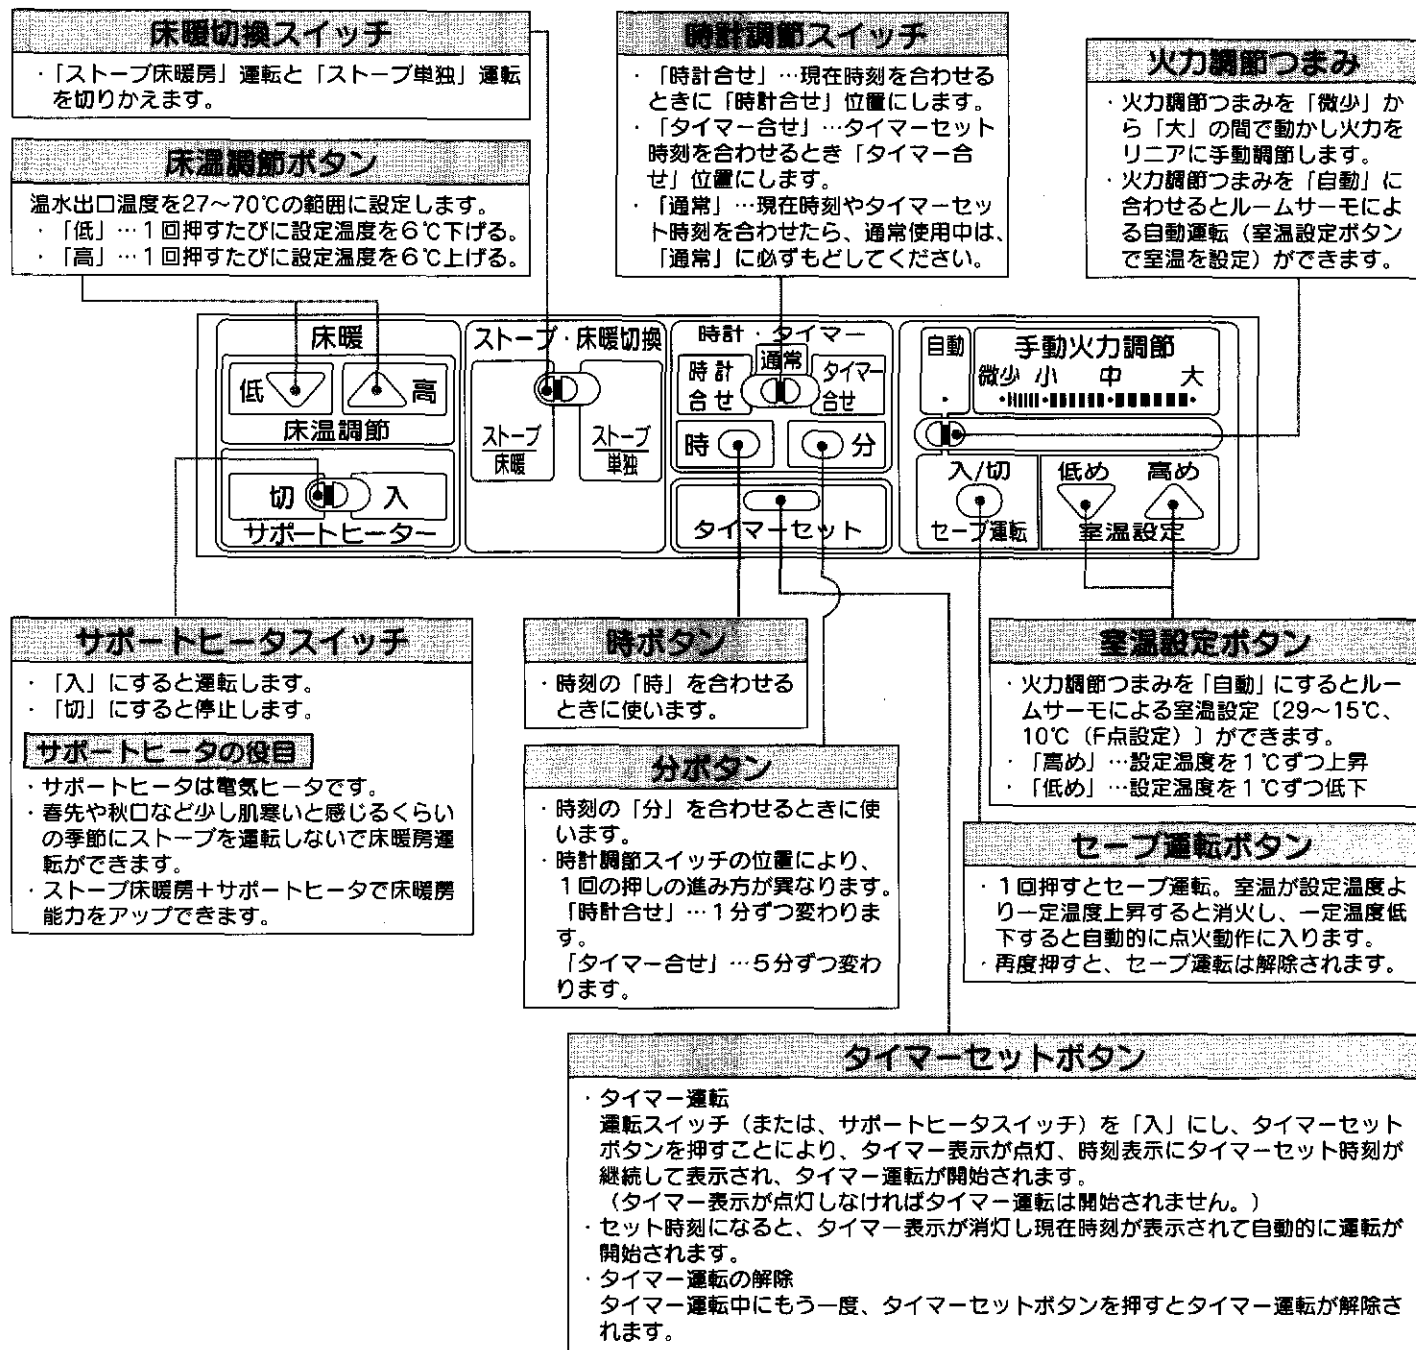 床暖切換スイッチ
・「ストーブ床暖房」運転と「ストーブ単独」運転
を切りかえます。
床温調節ボタン
温水出口温度を27〜70℃の範囲に設定します。
・「低」…1回押すたびに設定温度を6℃下げる。
・「高」…1回押すたびに設定温度を6℃上げる。
時計調節スイッチ
・「時計合せ」…現在時刻を合わせる
ときに「時計合せ」位置にします。
・「タイマー合せ」…タイマーセット
時刻を合わせるとき「タイマー合
せ」位置にします。
・「通常」…現在時刻やタイマーセッ
ト時刻を合わせたら、通常使用中は、
「通常」に必ずもどしてください。
火力調節つまみ
・火力調節つまみを「微少」か
ら「大」の間で動かし火力を
リニアに手動調節します。
・火力調節つまみを「自動」に
合わせるとルームサーモによ
る自動運転（室温設定ボタン
で室温を設定）ができます。
床暖
低 高
床温調節
切 入
サポートヒーター
ストーブ・床暖切換
ストーブ
床暖
ストーブ
単独
時計・タイマー
時計
合せ
通常
タイマー
合せ
時 分
タイマーセット
自動
手動火力調節
微少 小 中 大
入/切
セーブ運転
低め 高め
室温設定
サポートヒータスイッチ
・「入」にすると運転します。
・「切」にすると停止します。
サポートヒータの役目
・サポートヒータは電気ヒータです。
・春先や秋口など少し肌寒いと感じるくらい
の季節にストーブを運転しないで床暖房運
転ができます。
・ストーブ床暖房+サポートヒータで床暖房
能力をアップできます。
時ボタン
・時刻の「時」を合わせる
ときに使います。
分ボタン
・時刻の「分」を合わせるときに使
います。
・時計調節スイッチの位置により、
1回の押しの進み方が異なります。
「時計合せ」…1分ずつ変わりま
す。
「タイマー合せ」…5分ずつ変わ
ります。
室温設定ボタン
・火力調節つまみを「自動」にするとルー
ムサーモによる室温設定〔29〜15℃、
10℃（F点設定）〕ができます。
・「高め」…設定温度を1℃ずつ上昇
・「低め」…設定温度を1℃ずつ低下
セーブ運転ボタン
・1回押すとセーブ運転。室温が設定温度よ
り一定温度上昇すると消火し、一定温度低
下すると自動的に点火動作に入ります。
・再度押すと、セーブ運転は解除されます。
タイマーセットボタン
・タイマー運転
運転スイッチ（または、サポートヒータスイッチ）を「入」にし、タイマーセット
ボタンを押すことにより、タイマー表示が点灯、時刻表示にタイマーセット時刻が
継続して表示され、タイマー運転が開始されます。
（タイマー表示が点灯しなければタイマー運転は開始されません。）
・セット時刻になると、タイマー表示が消灯し現在時刻が表示されて自動的に運転が
開始されます。
・タイマー運転の解除
タイマー運転中にもう一度、タイマーセットボタンを押すとタイマー運転が解除さ
れます。